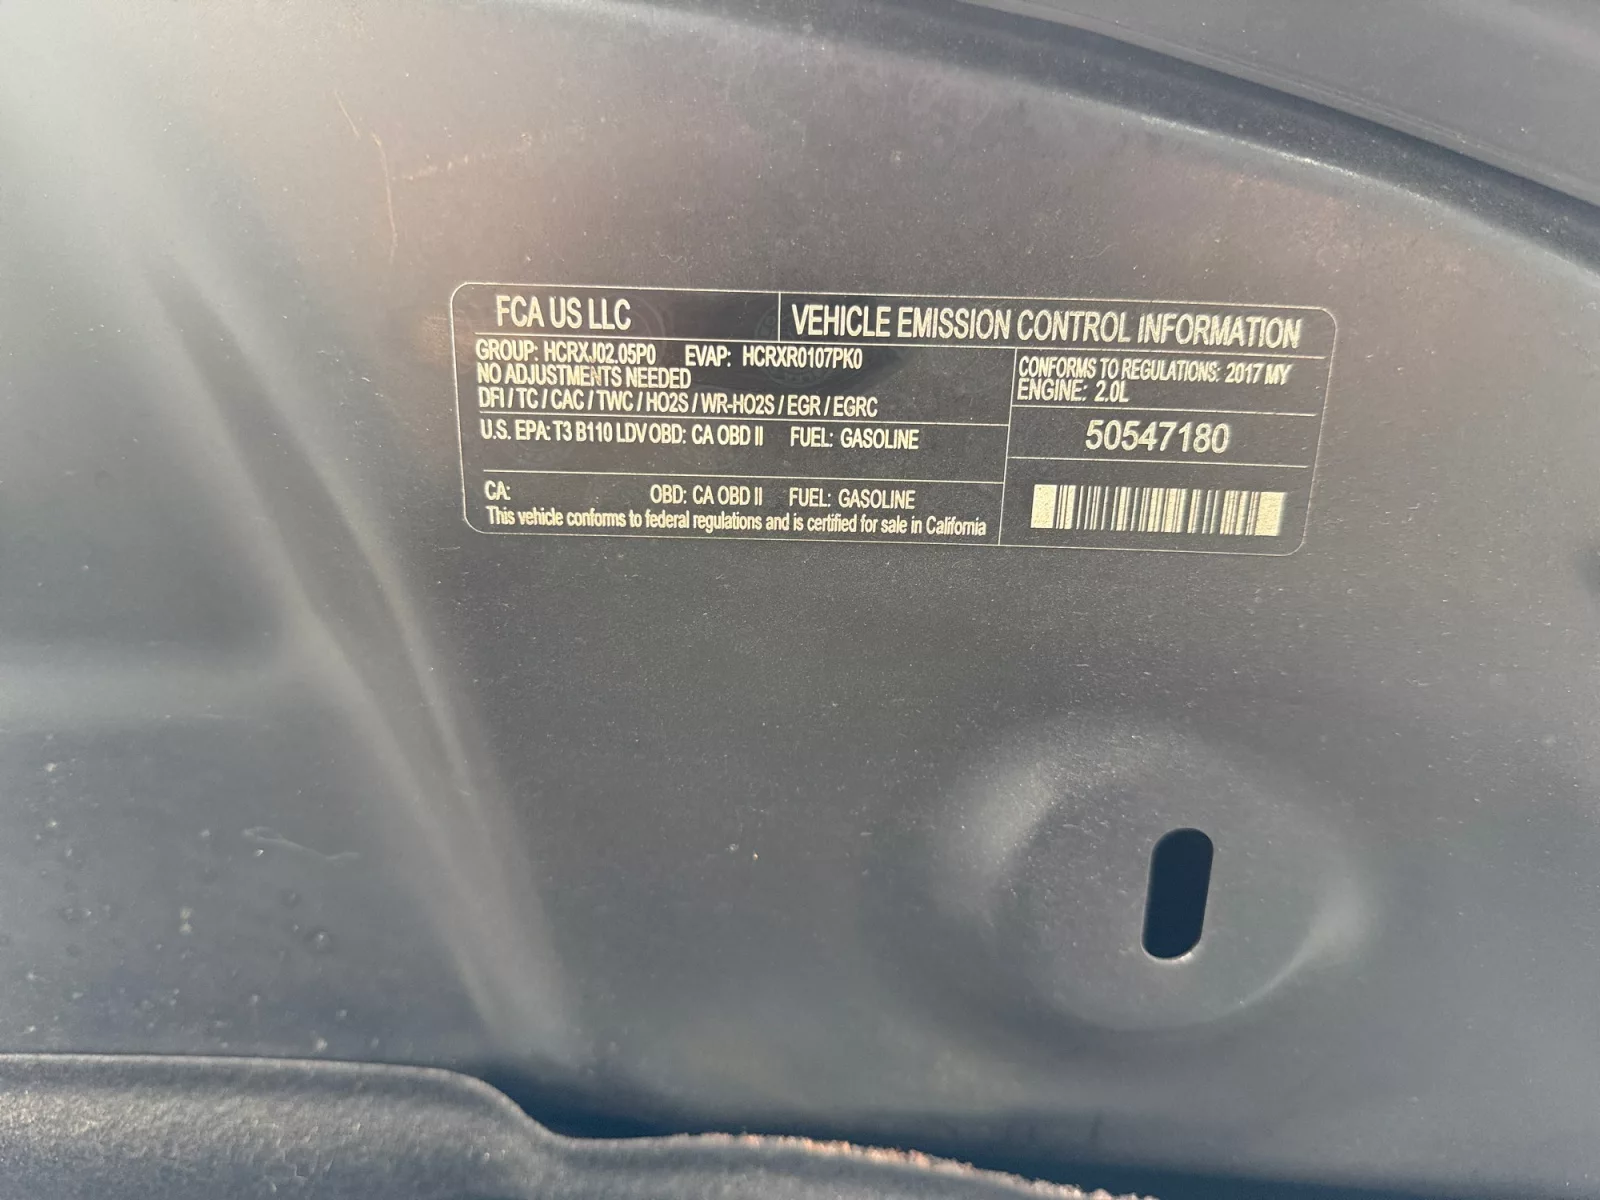 FCA US LLC
VEHICLE EMISSION CONTROL INFORMATION
GROUP: HCRXJ02.05P0 EVAP: HCRXR0107PK0
NO ADJUSTMENTS NEEDED
DFI / TC / CAC / TWC / HO2S / WR-HO2S / EGR / EGRC
U.S. EPA: T3 B110 LDV OBD: CA OBD II FUEL: GASOLINE
CA: OBD: CA OBD II FUEL: GASOLINE
This vehicle conforms to federal regulations and is certified for sale in California
CONFORMS TO REGULATIONS: 2017 MY
ENGINE: 2.0L
50547180